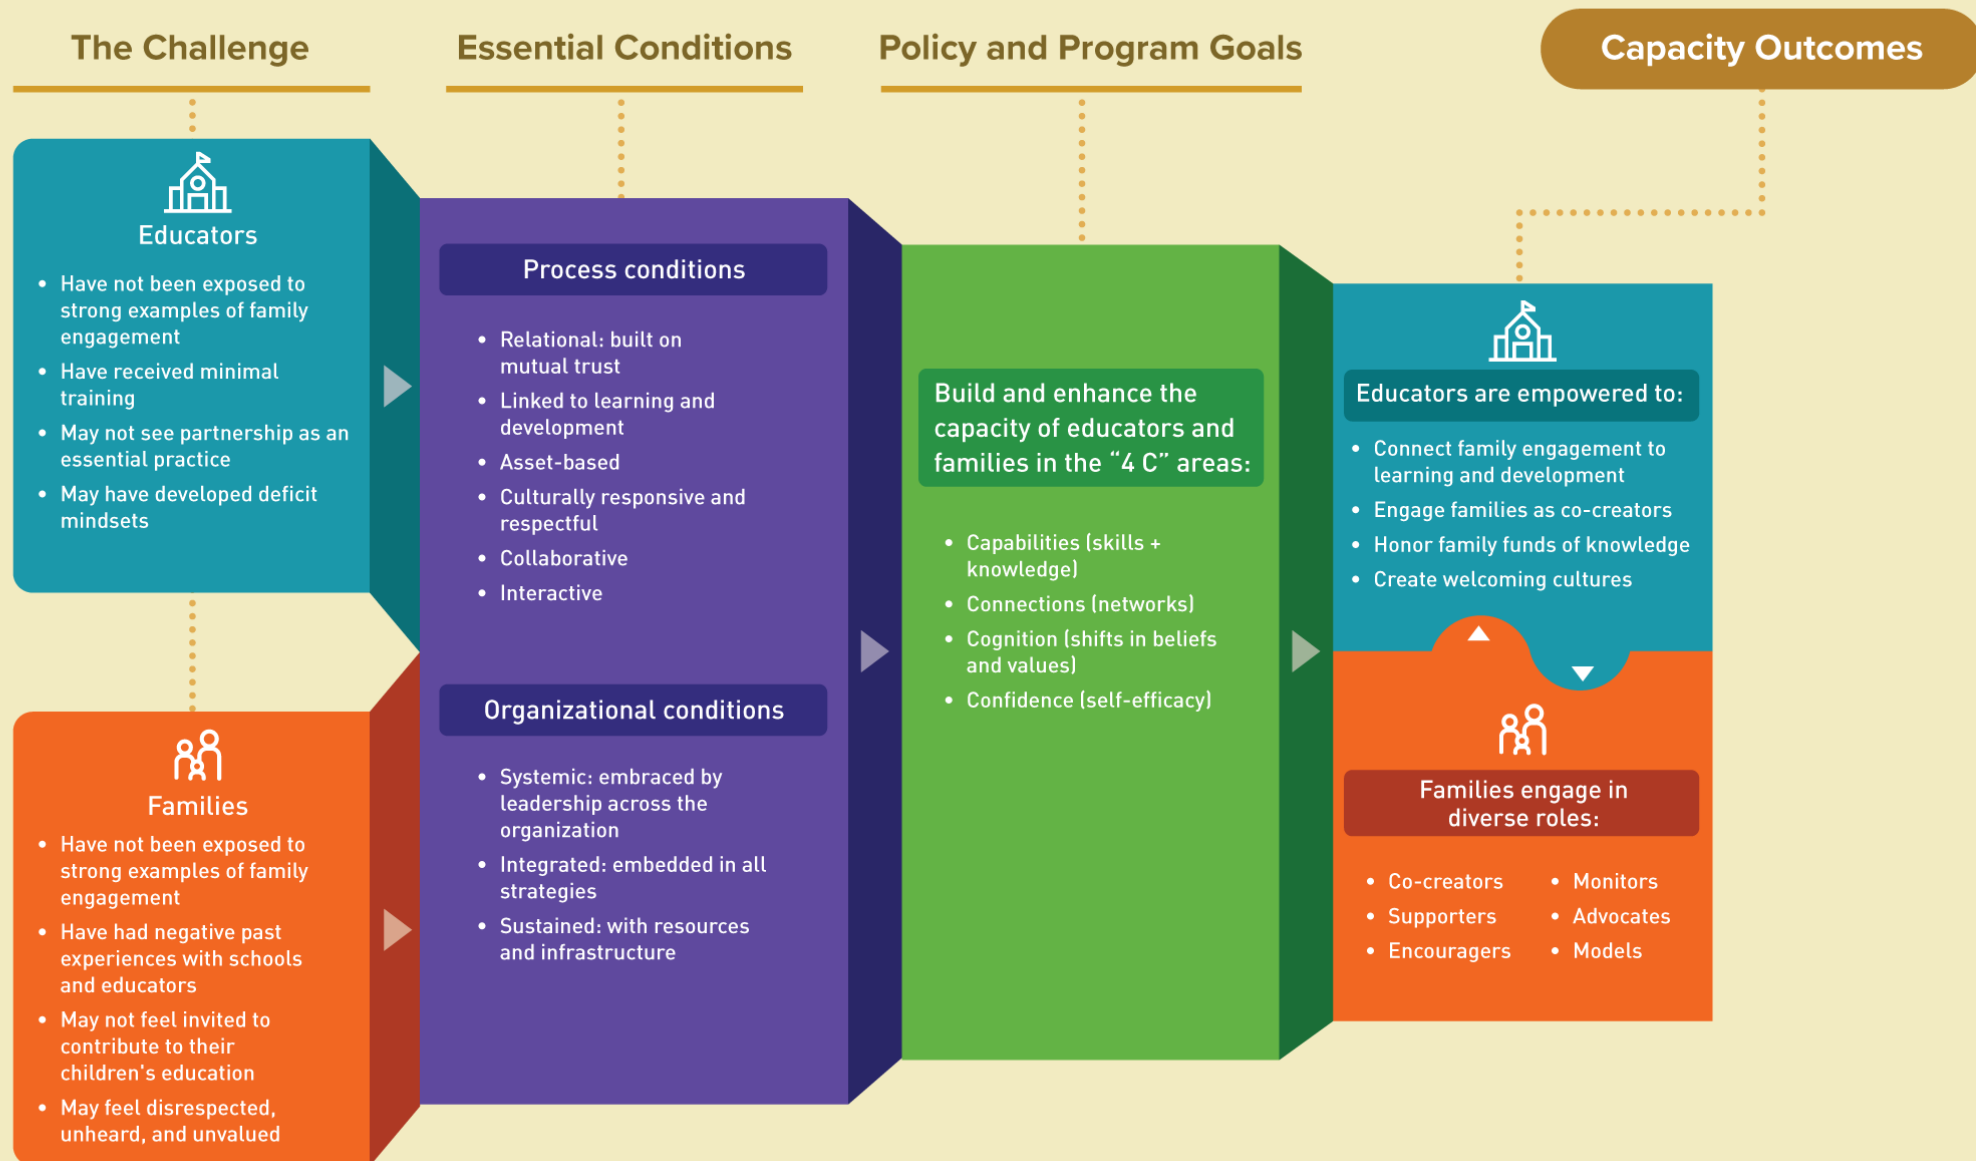 The Challenge
Essential Conditions
Policy and Program Goals
Capacity Outcomes
Educators
• Have not been exposed to
strong examples of family
engagement
• Have received minimal
training
• May not see partnership as an
essential practice
• May have developed deficit
mindsets
Families
• Have not been exposed to
strong examples of family
engagement
• Have had negative past
experiences with schools
and educators
• May not feel invited to
contribute to their
children's education
• May feel disrespected,
unheard, and unvalued
Process conditions
• Relational: built on
mutual trust
• Linked to learning and
development
• Asset-based
• Culturally responsive and
respectful
• Collaborative
• Interactive
Organizational conditions
• Systemic: embraced by
leadership across the
organization
• Integrated: embedded in all
strategies
• Sustained: with resources
and infrastructure
Build and enhance the
capacity of educators and
families in the “4 C” areas:
• Capabilities (skills +
knowledge)
• Connections (networks)
• Cognition (shifts in beliefs
and values)
• Confidence (self-efficacy)
Educators are empowered to:
• Connect family engagement to
learning and development
• Engage families as co-creators
• Honor family funds of knowledge
• Create welcoming cultures
Families engage in
diverse roles:
• Co-creators
• Supporters
• Encouragers
• Monitors
• Advocates
• Models